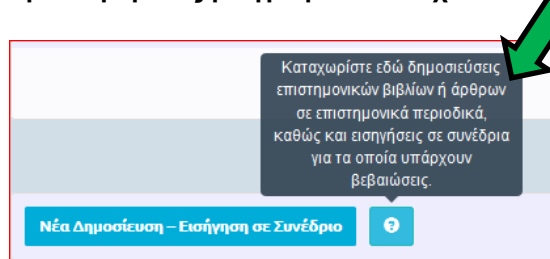 Καταχωρίστε εδώ δημοσιεύσεις
επιστημονικών βιβλίων ή άρθρων
σε επιστημονικά περιοδικά,
καθώς και εισηγήσεις σε συνέδρια
για τα οποία υπάρχουν
βεβαιώσεις.
Νέα Δημοσίευση – Εισήγηση σε Συνέδριο
?